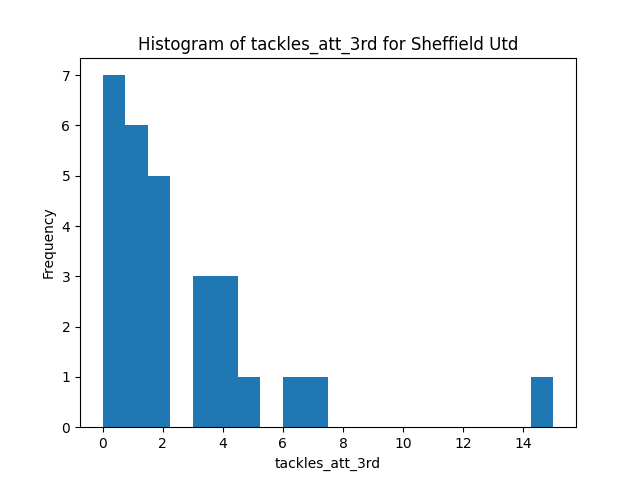 Histogram of tackles_att_3rd for Sheffield Utd
7
6
5
4
3
2
1
0
Frequency
0 2 4 6 8 10 12 14
tackles_att_3rd